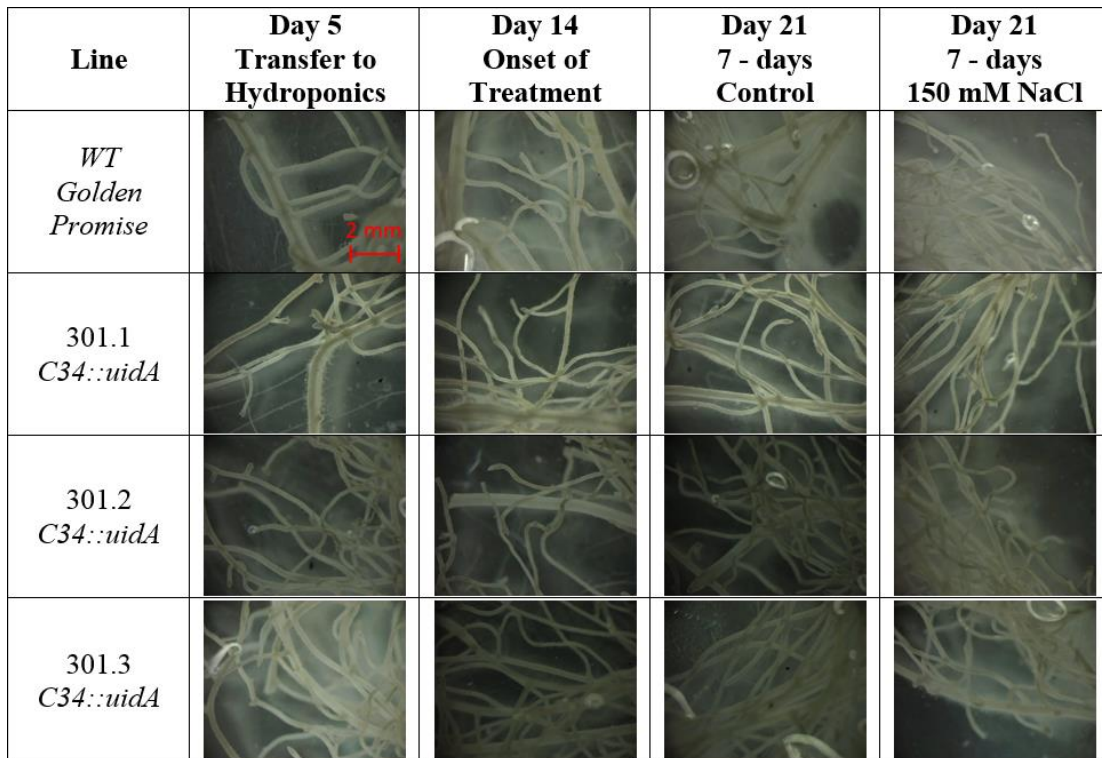 Line
Day 5
Transfer to
Hydroponics
Day 14
Onset of
Treatment
Day 21
7 - days
Control
Day 21
7 - days
150 mM NaCl
WT
Golden
Promise
2 mm
301.1
C34::uidA
301.2
C34::uidA
301.3
C34::uidA